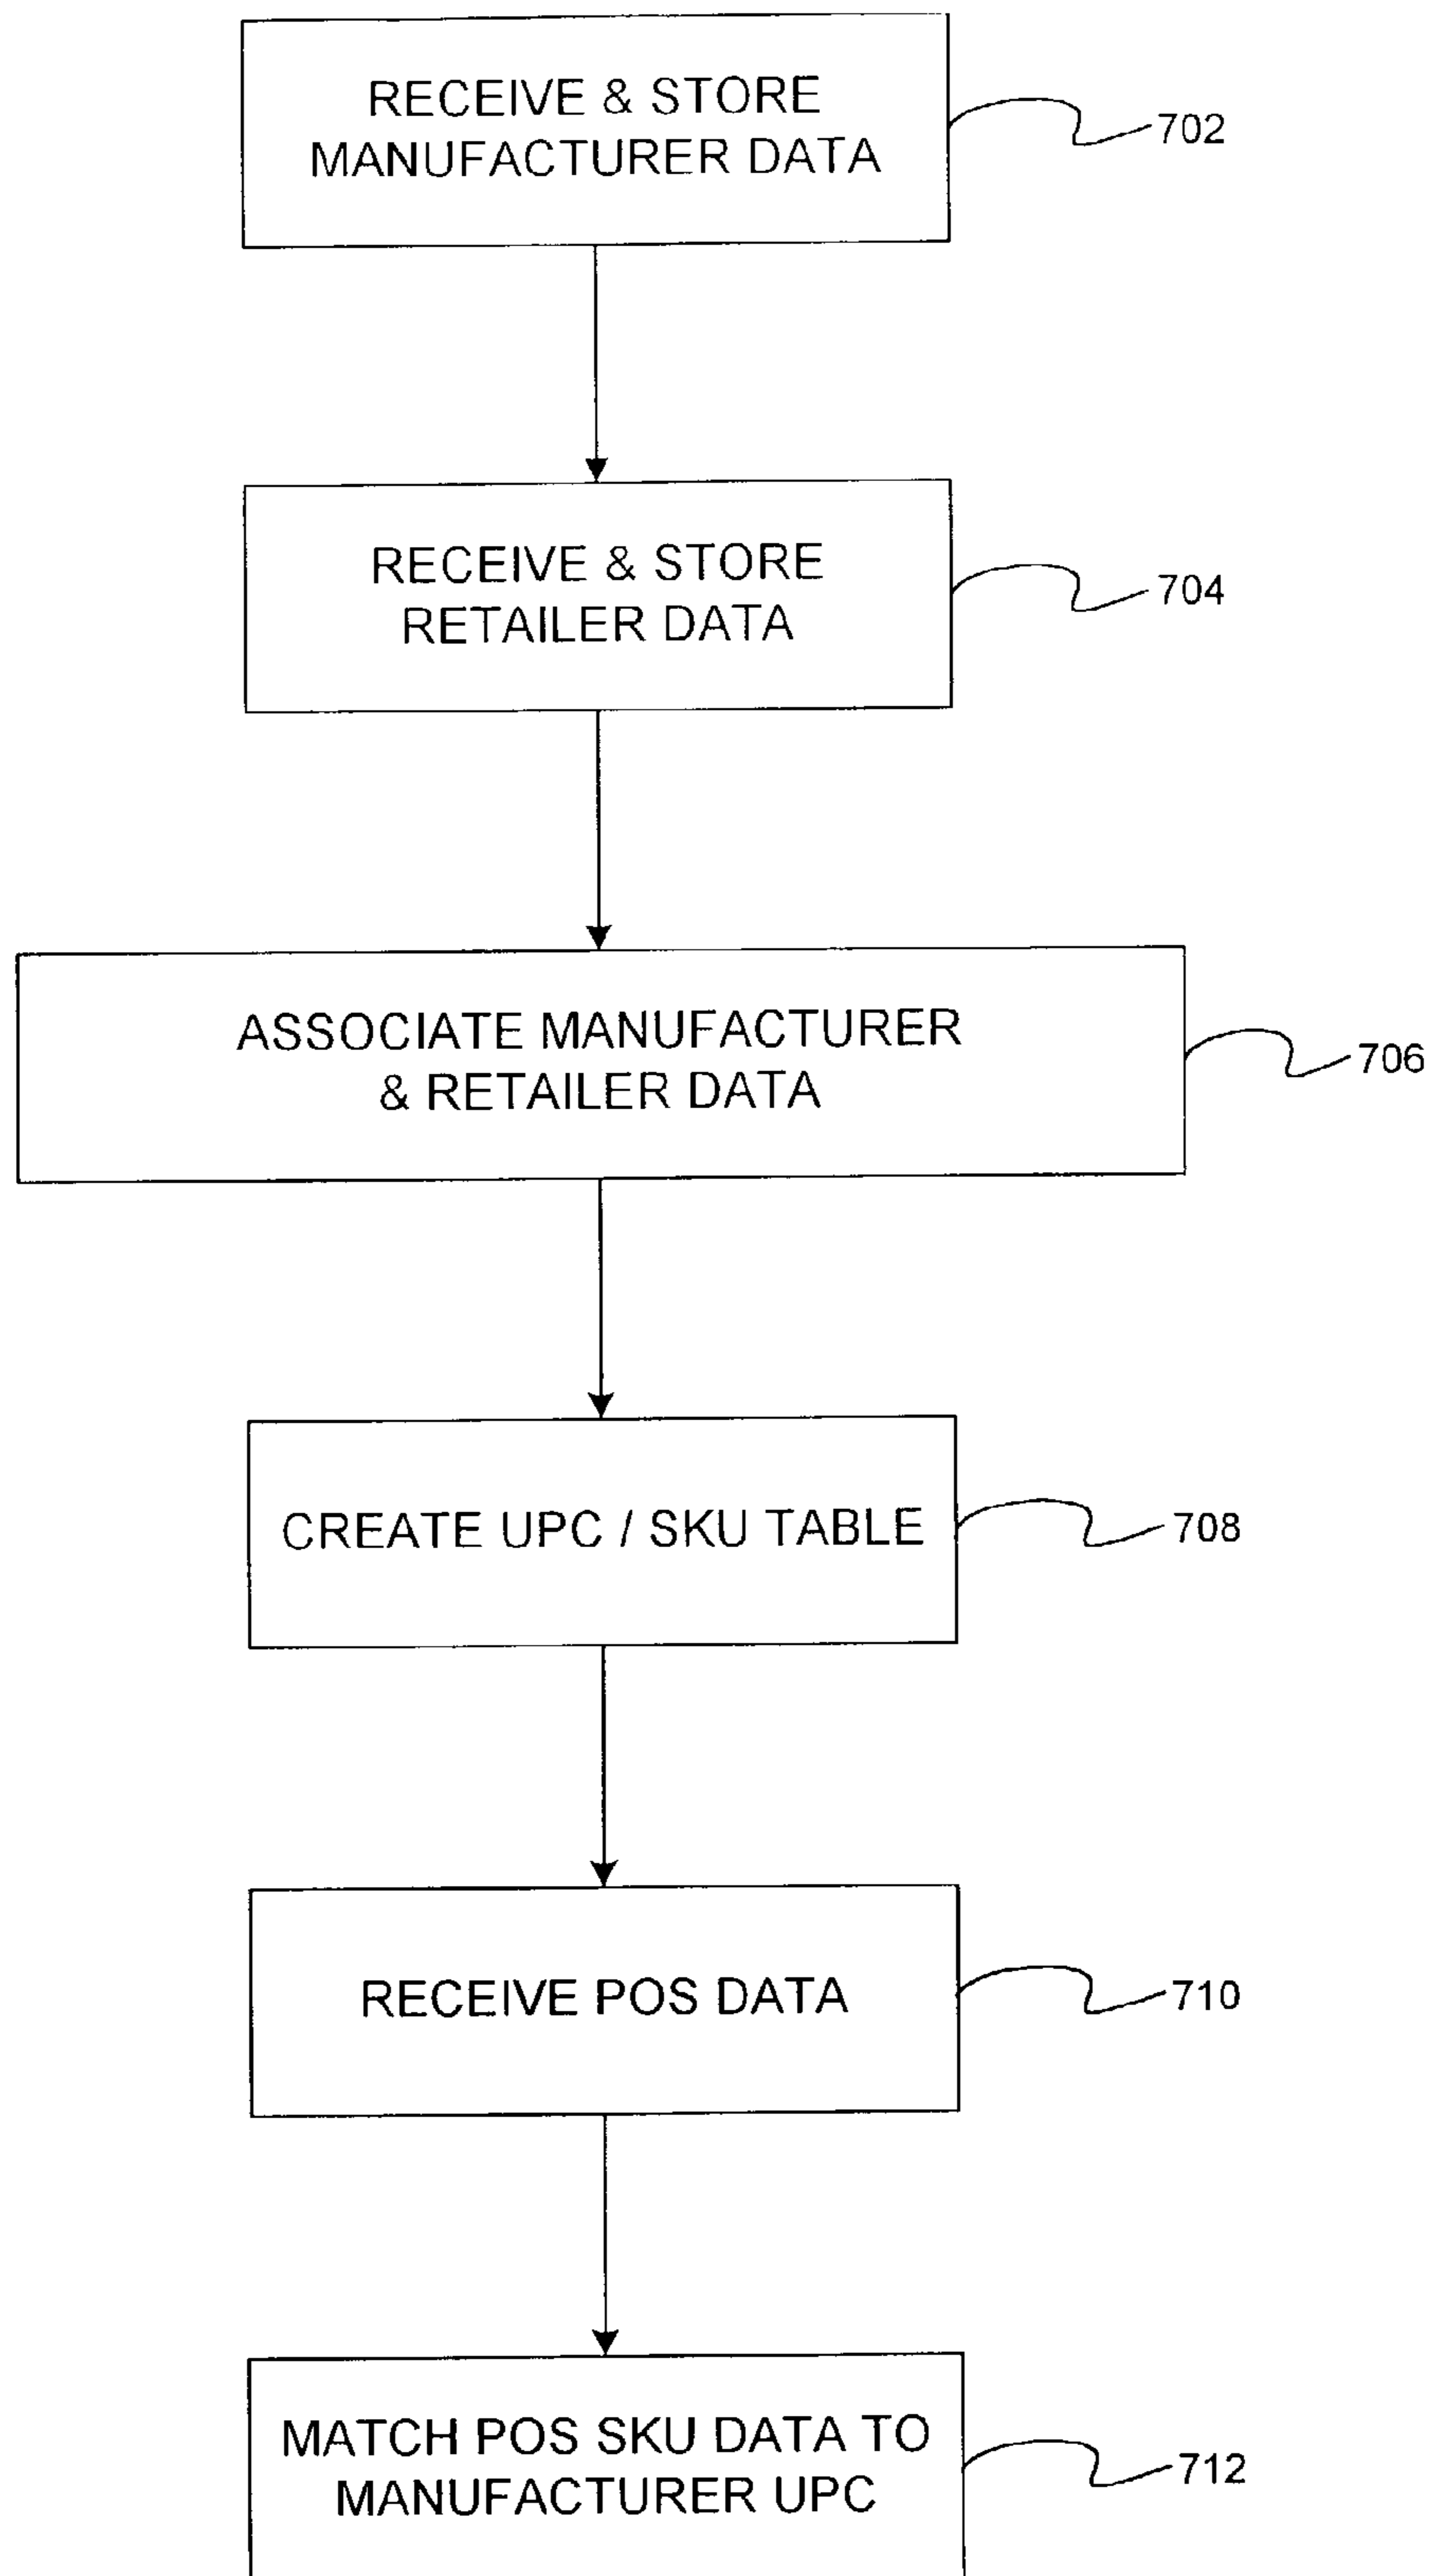 RECEIVE & STORE
MANUFACTURER DATA
702
RECEIVE & STORE
RETAILER DATA
704
ASSOCIATE MANUFACTURER
& RETAILER DATA
706
CREATE UPC / SKU TABLE
708
RECEIVE POS DATA
710
MATCH POS SKU DATA TO
MANUFACTURER UPC
712